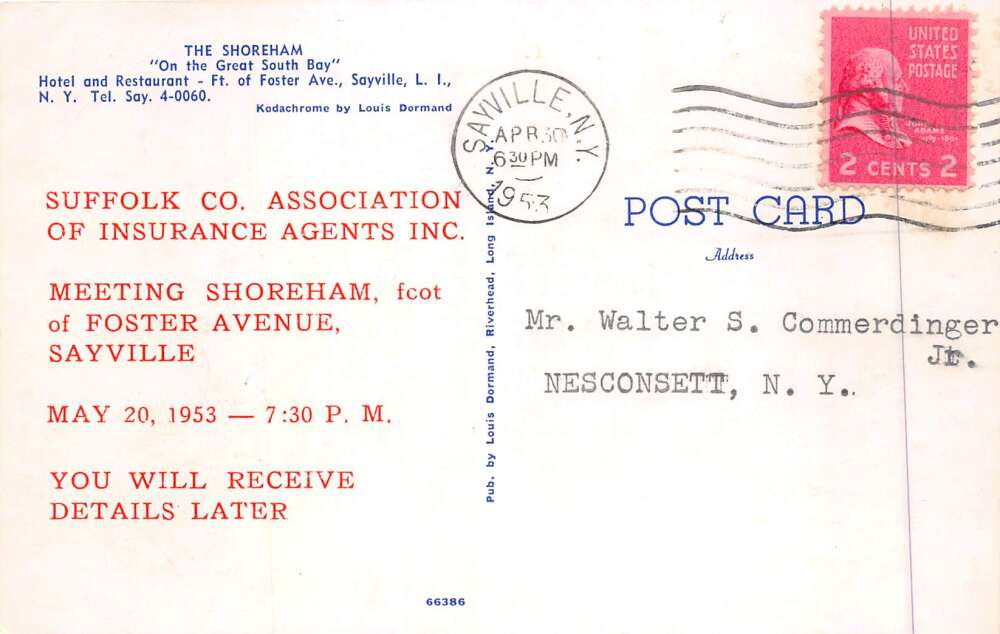 THE SHOREHAM
"On the Great South Bay"
Hotel and Restaurant - Ft. of Foster Ave., Sayville, L. I.,
N. Y. Tel. Say. 4-0060.
Kodachrome by Louis Dormand
SUFFOLK CO. ASSOCIATION
OF INSURANCE AGENTS INC.
MEETING SHOREHAM, fcot
of FOSTER AVENUE,
SAYVILLE
MAY 20, 1953 — 7:30 P. M.
YOU WILL RECEIVE
DETAILS LATER
66386
Pub. by Louis Dormand, Riverhead, Long Island, N. Y.
SAYVILLE, N.Y.
APR 30
6 30 PM
1953
UNITED
STATES
POSTAGE
JOHN
ADAMS
1797-1801
2 CENTS 2
POST CARD
Address
Mr. Walter S. Commerdinger
Jr.
NESCONSETT, N. Y.